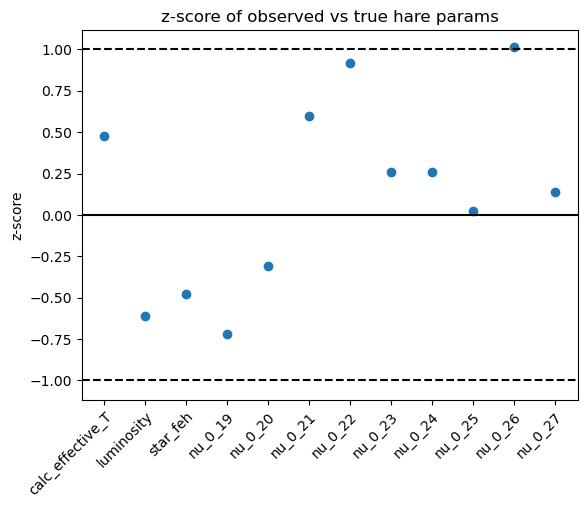 z-score of observed vs true hare params
z-score
1.00
0.75
0.50
0.25
0.00
−0.25
−0.50
−0.75
−1.00
calc_effective_T
luminosity
star_feh
nu_0_19
nu_0_20
nu_0_21
nu_0_22
nu_0_23
nu_0_24
nu_0_25
nu_0_26
nu_0_27